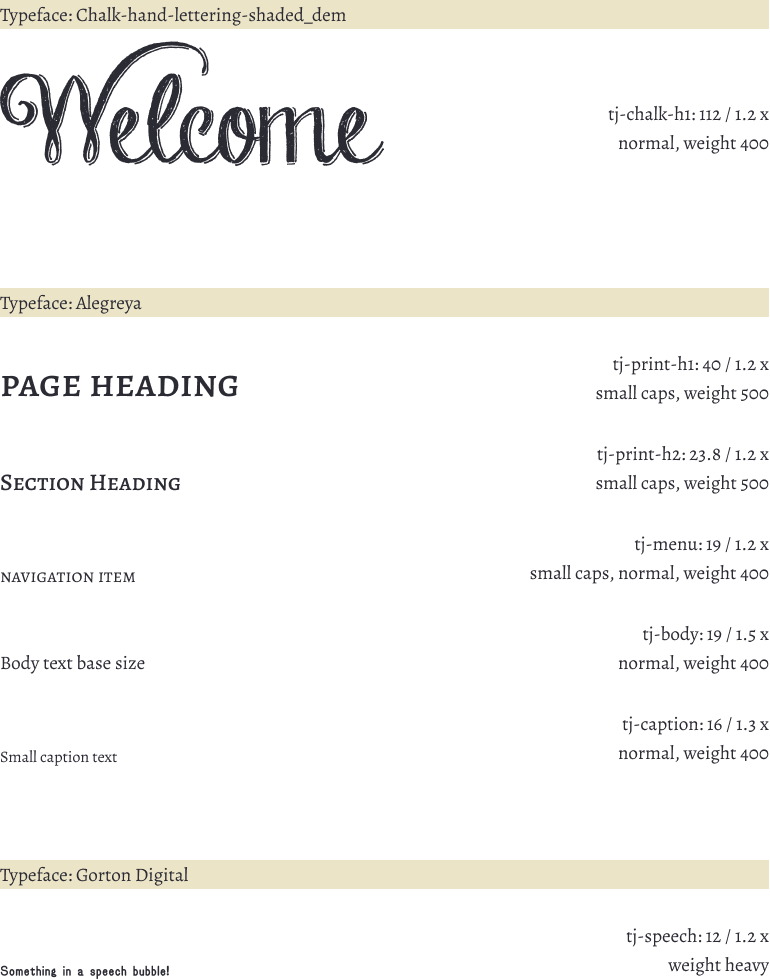 Typeface: Chalk-hand-lettering-shaded_dem
Welcome
tj-chalk-h1: 112 / 1.2 x
normal, weight 400
Typeface: Alegreya
PAGE HEADING
tj-print-h1: 40 / 1.2 x
small caps, weight 500
Section Heading
tj-print-h2: 23.8 / 1.2 x
small caps, weight 500
NAVIGATION ITEM
tj-menu: 19 / 1.2 x
small caps, normal, weight 400
Body text base size
tj-body: 19 / 1.5 x
normal, weight 400
Small caption text
tj-caption: 16 / 1.3 x
normal, weight 400
Typeface: Gorton Digital
Something in a speech bubble!
tj-speech: 12 / 1.2 x
weight heavy